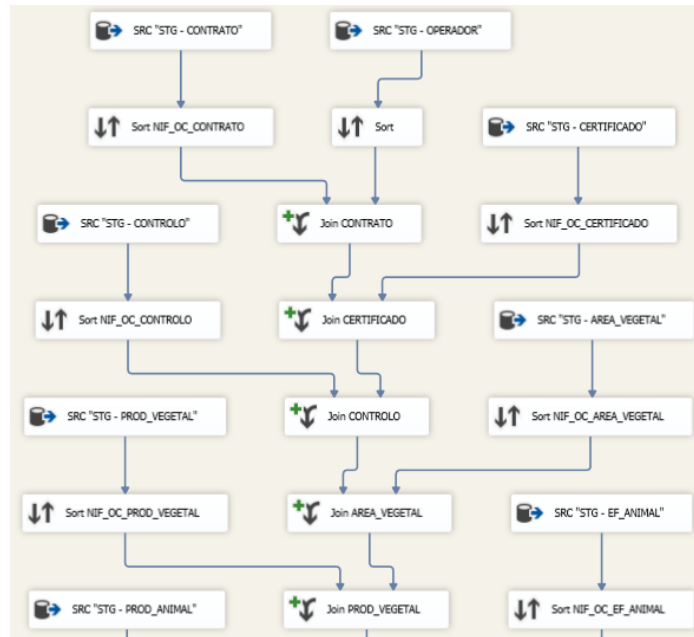 SRC "STG - CONTRATO"
SRC "STG - OPERADOR"
Sort NIF_OC_CONTRATO
Sort
SRC "STG - CERTIFICADO"
SRC "STG - CONTROLO"
Join CONTRATO
Sort NIF_OC_CERTIFICADO
Sort NIF_OC_CONTROLO
Join CERTIFICADO
SRC "STG - AREA_VEGETAL"
SRC "STG - PROD_VEGETAL"
Join CONTROLO
Sort NIF_OC_AREA_VEGETAL
Sort NIF_OC_PROD_VEGETAL
Join AREA_VEGETAL
SRC "STG - EF_ANIMAL"
SRC "STG - PROD_ANIMAL"
Join PROD_VEGETAL
Sort NIF_OC_EF_ANIMAL